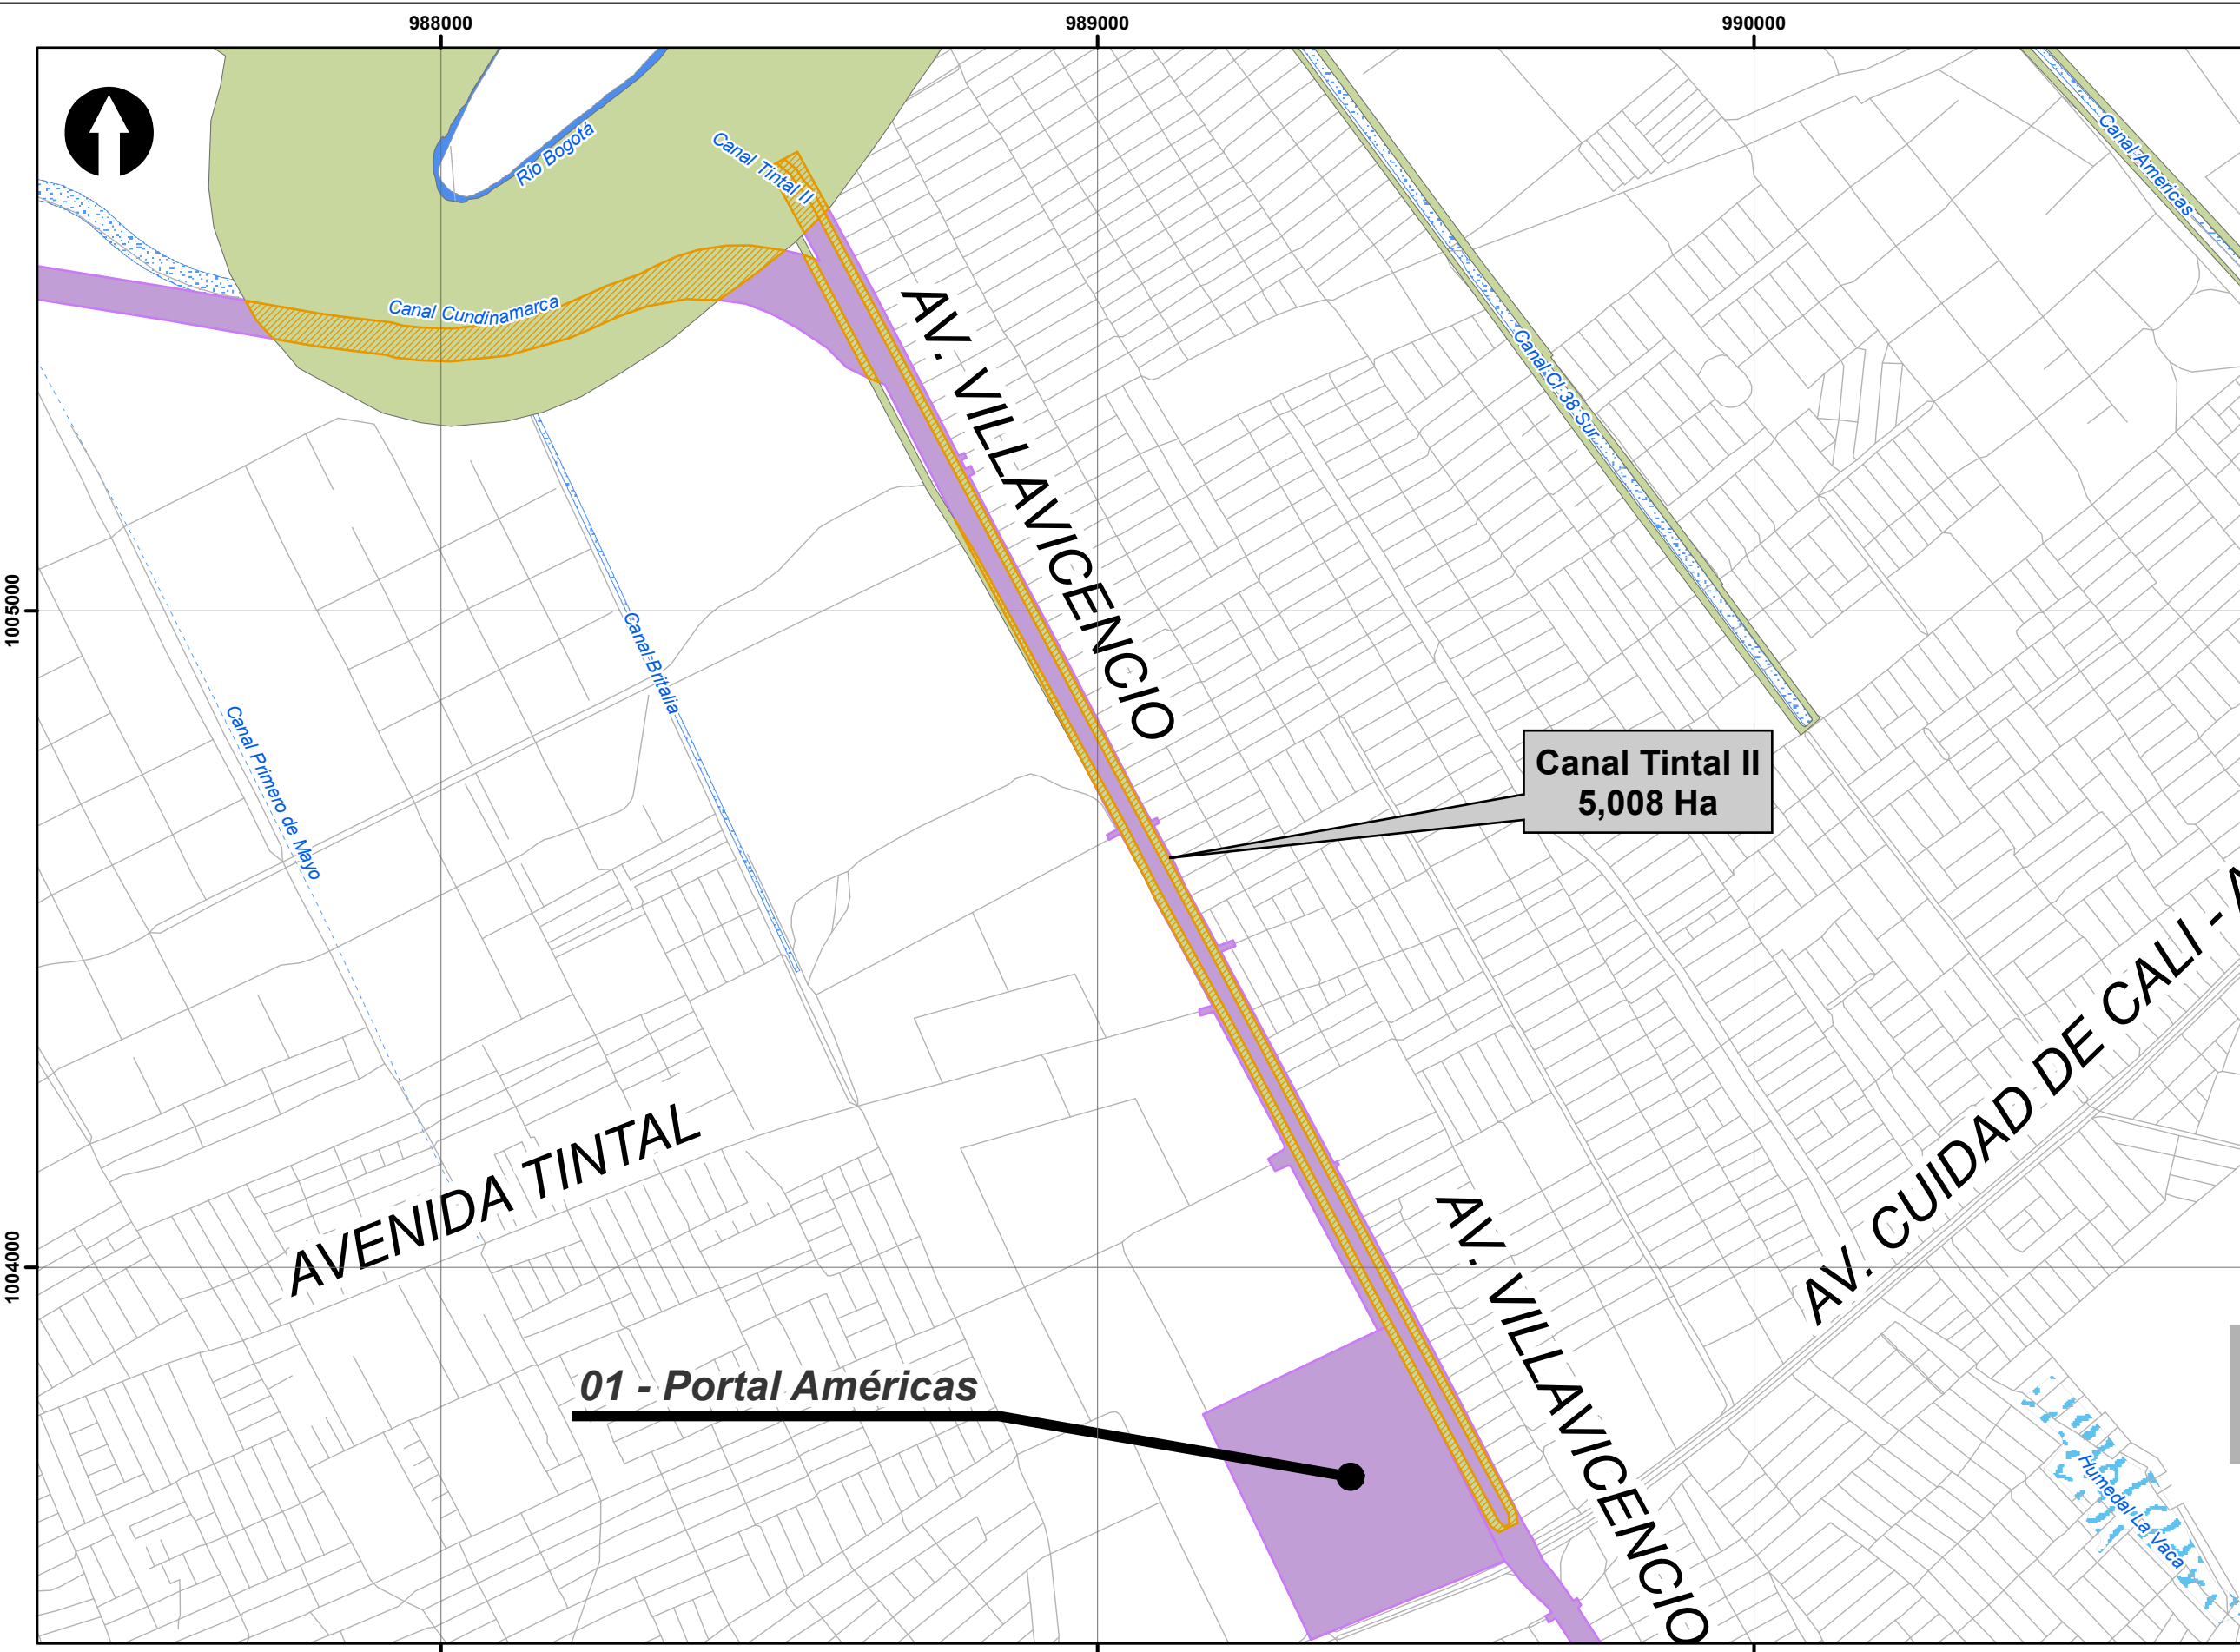 988000
989000
990000
Río Bogotá
Canal Tintal II
Canal Americas
Canal Cundinamarca
AV. VILLAVICENCIO
Canal Cl 38 Sur
1005000
Canal Britalia
Canal Primero de Mayo
Canal Tintal II
5,008 Ha
AV. CUIDAD DE CALI -
AVENIDA TINTAL
AV. VILLAVICENCIO
1004000
01 - Portal Américas
Humedal La Vaca